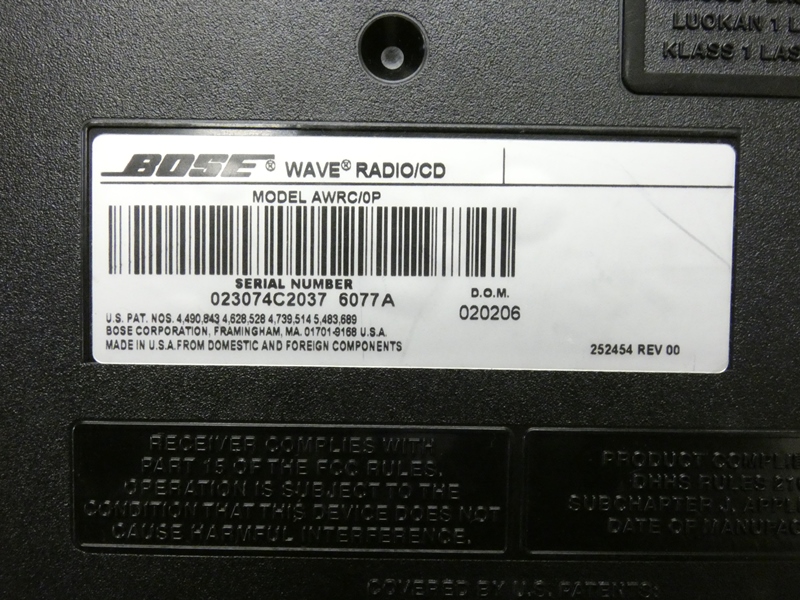 LUOKAN 1
KLASS 1 LAS
BOSE® WAVE® RADIO/CD
MODEL AWRC/0P
SERIAL NUMBER
023074C2037 6077A
D.O.M.
020206
U.S. PAT. NOS. 4,490,843 4,628,528 4,739,514 5,483,689
BOSE CORPORATION, FRAMINGHAM, MA. 01701-9168 U.S.A.
MADE IN U.S.A. FROM DOMESTIC AND FOREIGN COMPONENTS
252454 REV 00
RECEIVER COMPLIES WITH
PART 15 OF THE FCC RULES.
OPERATION IS SUBJECT TO THE
CONDITION THAT THIS DEVICE DOES NOT
CAUSE HARMFUL INTERFERENCE.
PRODUCT COMPLI
DHHS RULES 21
SUBCHAPTER J, APPL
DATE OF MANUFAC
COVERED BY U.S. PATENTS: